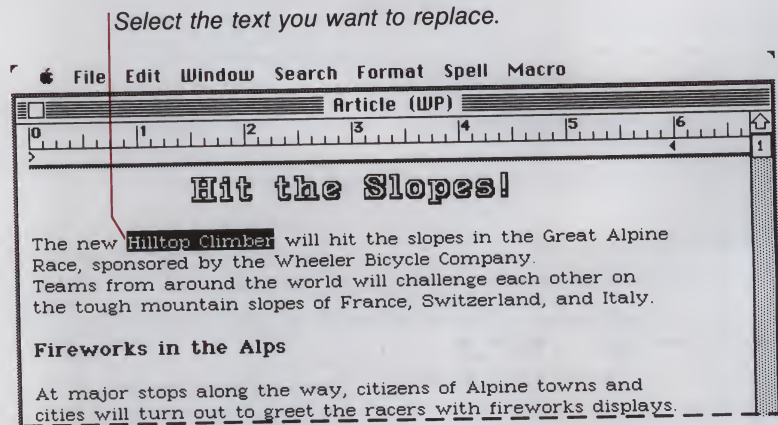 Select the text you want to replace.
File Edit Window Search Format Spell Macro
Article (WP)
0 1 2 3 4 5 6
1
Hit the Slopes!
The new Hilltop Climber will hit the slopes in the Great Alpine
Race, sponsored by the Wheeler Bicycle Company.
Teams from around the world will challenge each other on
the tough mountain slopes of France, Switzerland, and Italy.
Fireworks in the Alps
At major stops along the way, citizens of Alpine towns and
cities will turn out to greet the racers with fireworks displays.